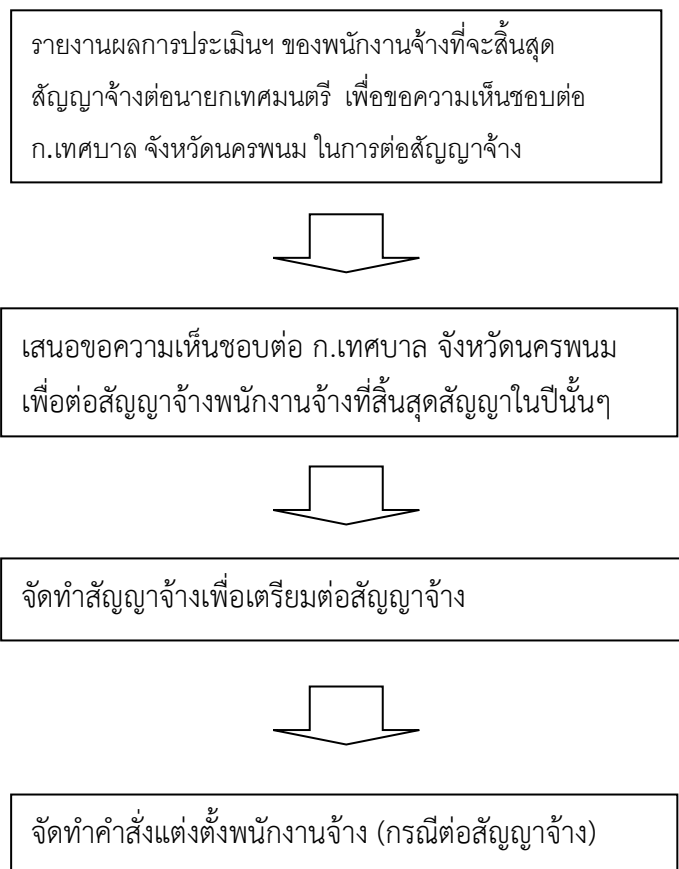 รายงานผลการประเมินฯ ของพนักงานจ้างที่จะสิ้นสุด
สัญญาจ้างต่อนายกเทศมนตรี เพื่อขอความเห็นชอบต่อ
ก.เทศบาล จังหวัดนครพนม ในการต่อสัญญาจ้าง
เสนอขอความเห็นชอบต่อ ก.เทศบาล จังหวัดนครพนม
เพื่อต่อสัญญาจ้างพนักงานจ้างที่สิ้นสุดสัญญาในปีนั้นๆ
จัดทำสัญญาจ้างเพื่อเตรียมต่อสัญญาจ้าง
จัดทำคำสั่งแต่งตั้งพนักงานจ้าง (กรณีต่อสัญญาจ้าง)